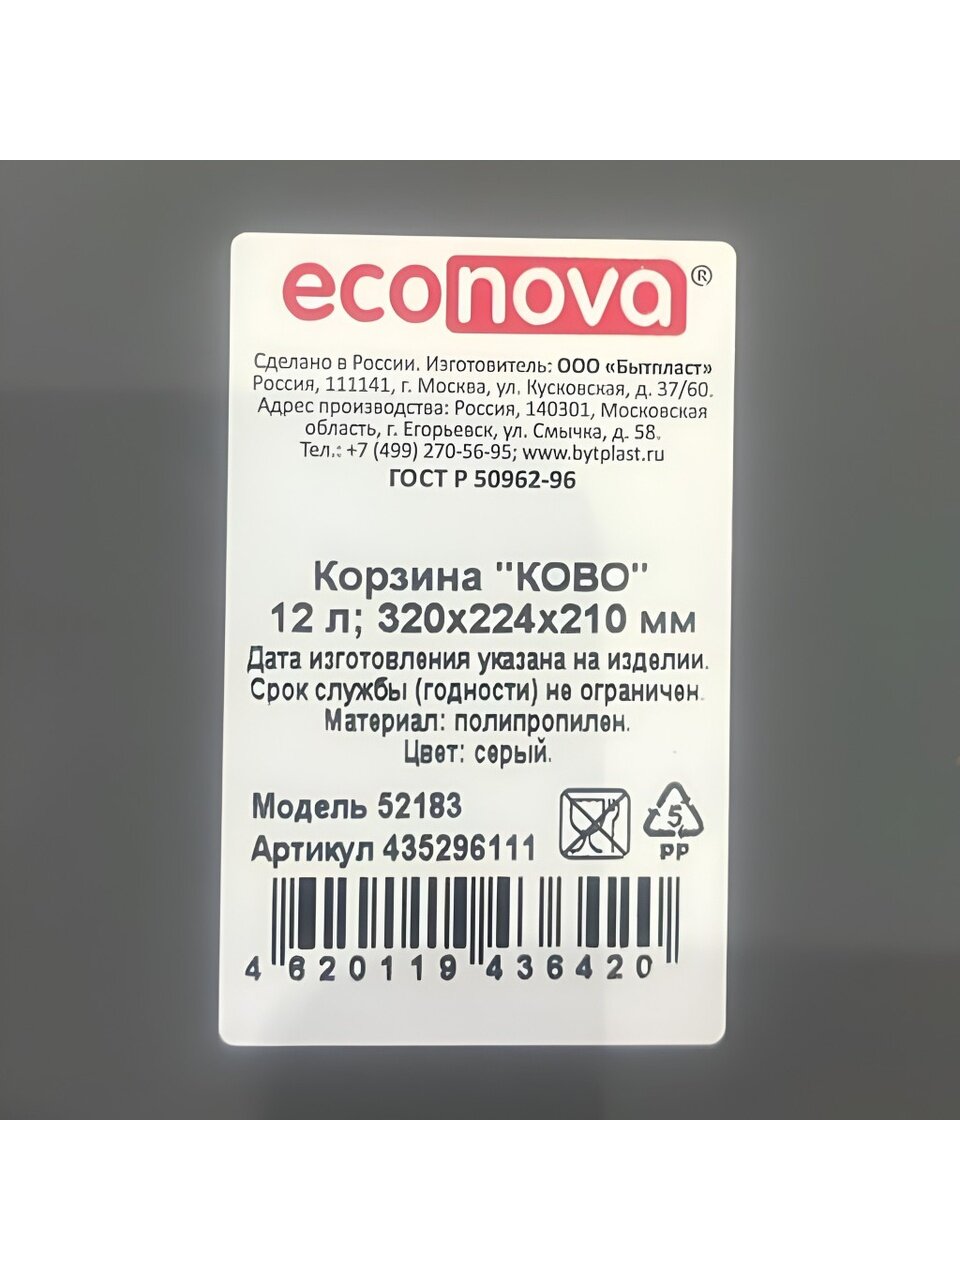 econova®
Сделано в России. Изготовитель: ООО «Бытпласт»
Россия, 111141, г. Москва, ул. Кусковская, д. 37/60.
Адрес производства: Россия, 140301, Московская
область, г. Егорьевск, ул. Смычка, д. 58.
Тел.: +7 (499) 270-56-95; www.bytplast.ru
ГОСТ Р 50962-96
Корзина "КОВО"
12 л; 320х224х210 мм
Дата изготовления указана на изделии.
Срок службы (годности) не ограничен.
Материал: полипропилен.
Цвет: серый.
Модель 52183
Артикул 435296111
5
PP
4 620119 436420